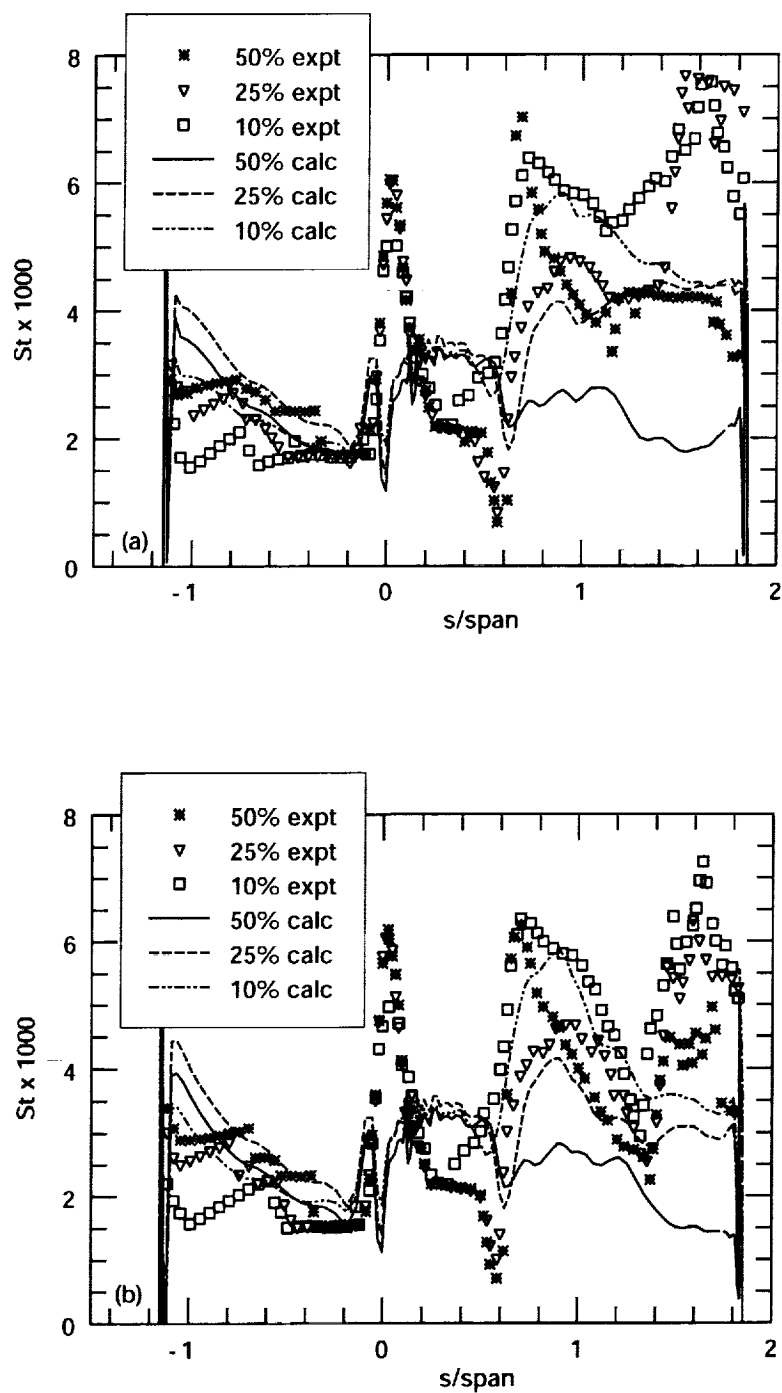 8
6
4
2
0
St x 1000
50% expt
25% expt
10% expt
50% calc
25% calc
10% calc
(a)
-1
0
1
2
s/span
8
6
4
2
0
St x 1000
50% expt
25% expt
10% expt
50% calc
25% calc
10% calc
(b)
-1
0
1
2
s/span